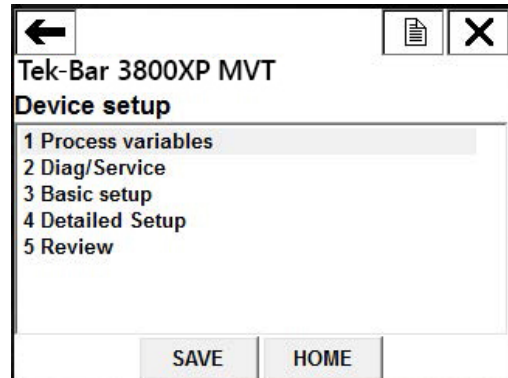 Tek-Bar 3800XP MVT
Device setup
1 Process variables
2 Diag/Service
3 Basic setup
4 Detailed Setup
5 Review
SAVE HOME